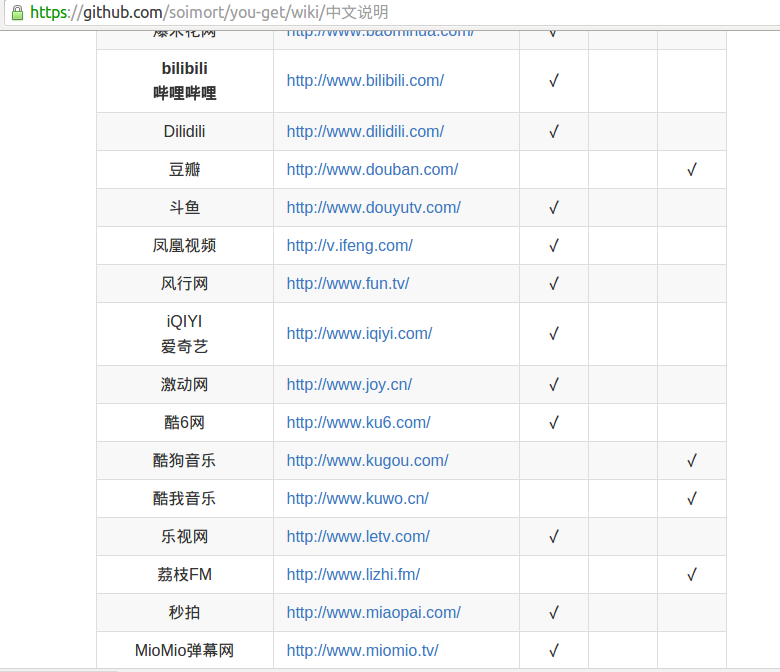 https://github.com/soimort/you-get/wiki/中文说明
爆米花网 http://www.baomihua.com/ √
bilibili
哔哩哔哩 http://www.bilibili.com/ √
Dilidili http://www.dilidili.com/ √
豆瓣 http://www.douban.com/ √
斗鱼 http://www.douyutv.com/ √
凤凰视频 http://v.ifeng.com/ √
风行网 http://www.fun.tv/ √
iQIYI
爱奇艺 http://www.iqiyi.com/ √
激动网 http://www.joy.cn/ √
酷6网 http://www.ku6.com/ √
酷狗音乐 http://www.kugou.com/ √
酷我音乐 http://www.kuwo.cn/ √
乐视网 http://www.letv.com/ √
荔枝FM http://www.lizhi.fm/ √
秒拍 http://www.miaopai.com/ √
MioMio弹幕网 http://www.miomio.tv/ √